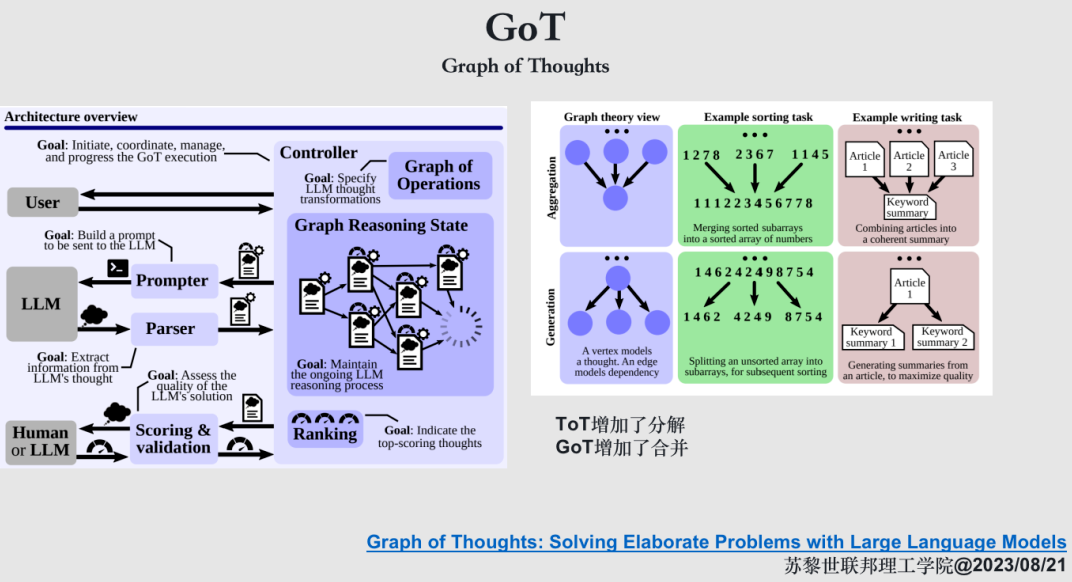 GoT
Graph of Thoughts
Architecture overview
Goal: Initiate, coordinate, manage,
and progress the GoT execution
Controller
Goal: Specify
LLM thought
transformations
Graph of
Operations
User
Goal: Build a prompt
to be sent to the LLM
Prompter
LLM
Parser
Goal: Extract
information from
LLM's thought
Graph Reasoning State
Goal: Maintain
the ongoing LLM
reasoning process
Goal: Assess the
quality of the
LLM's solution
Human
or LLM
Scoring &
validation
Ranking
Goal: Indicate the
top-scoring thoughts
Graph theory view
Example sorting task
Example writing task
Aggregation
1 2 7 8
2 3 6 7
1 1 4 5
1 1 1 2 2 3 4 5 6 7 7 8
Merging sorted subarrays
into a sorted array of numbers
Article
1
Article
2
Article
3
Keyword
summary
Combining articles into
a coherent summary
Generation
A vertex models
a thought. An edge
models dependency
1 4 6 2 4 2 4 9 8 7 5 4
1 4 6 2
4 2 4 9
8 7 5 4
Splitting an unsorted array into
subarrays, for subsequent sorting
Article
1
Keyword
summary 1
Keyword
summary 2
Generating summaries from
an article, to maximize quality
ToT增加了分解
GoT增加了合并
Graph of Thoughts: Solving Elaborate Problems with Large Language Models
苏黎世联邦理工学院@2023/08/21